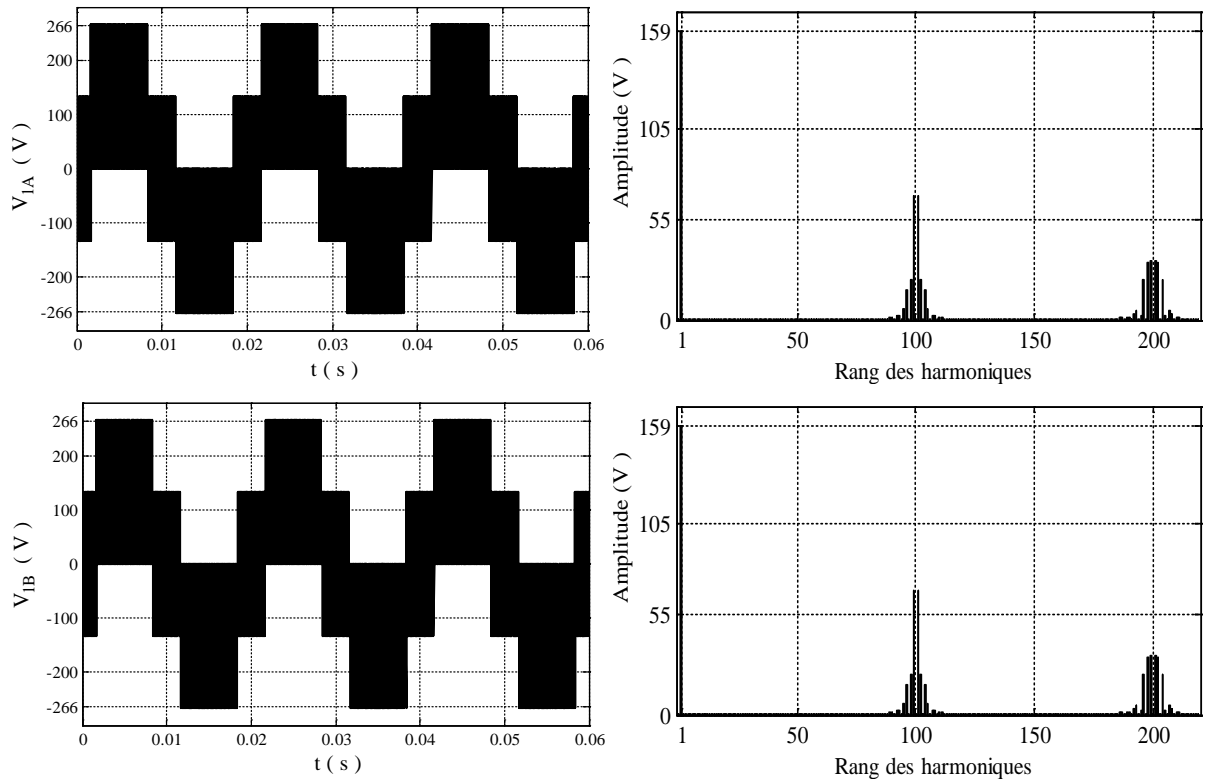 266
200
100
0
-100
-200
-266
V1A ( V )
0 0.01 0.02 0.03 0.04 0.05 0.06
t ( s )
159
105
55
0
Amplitude ( V )
1 50 100 150 200
Rang des harmoniques
266
200
100
0
-100
-200
-266
V1B ( V )
0 0.01 0.02 0.03 0.04 0.05 0.06
t ( s )
159
105
55
0
Amplitude ( V )
1 50 100 150 200
Rang des harmoniques